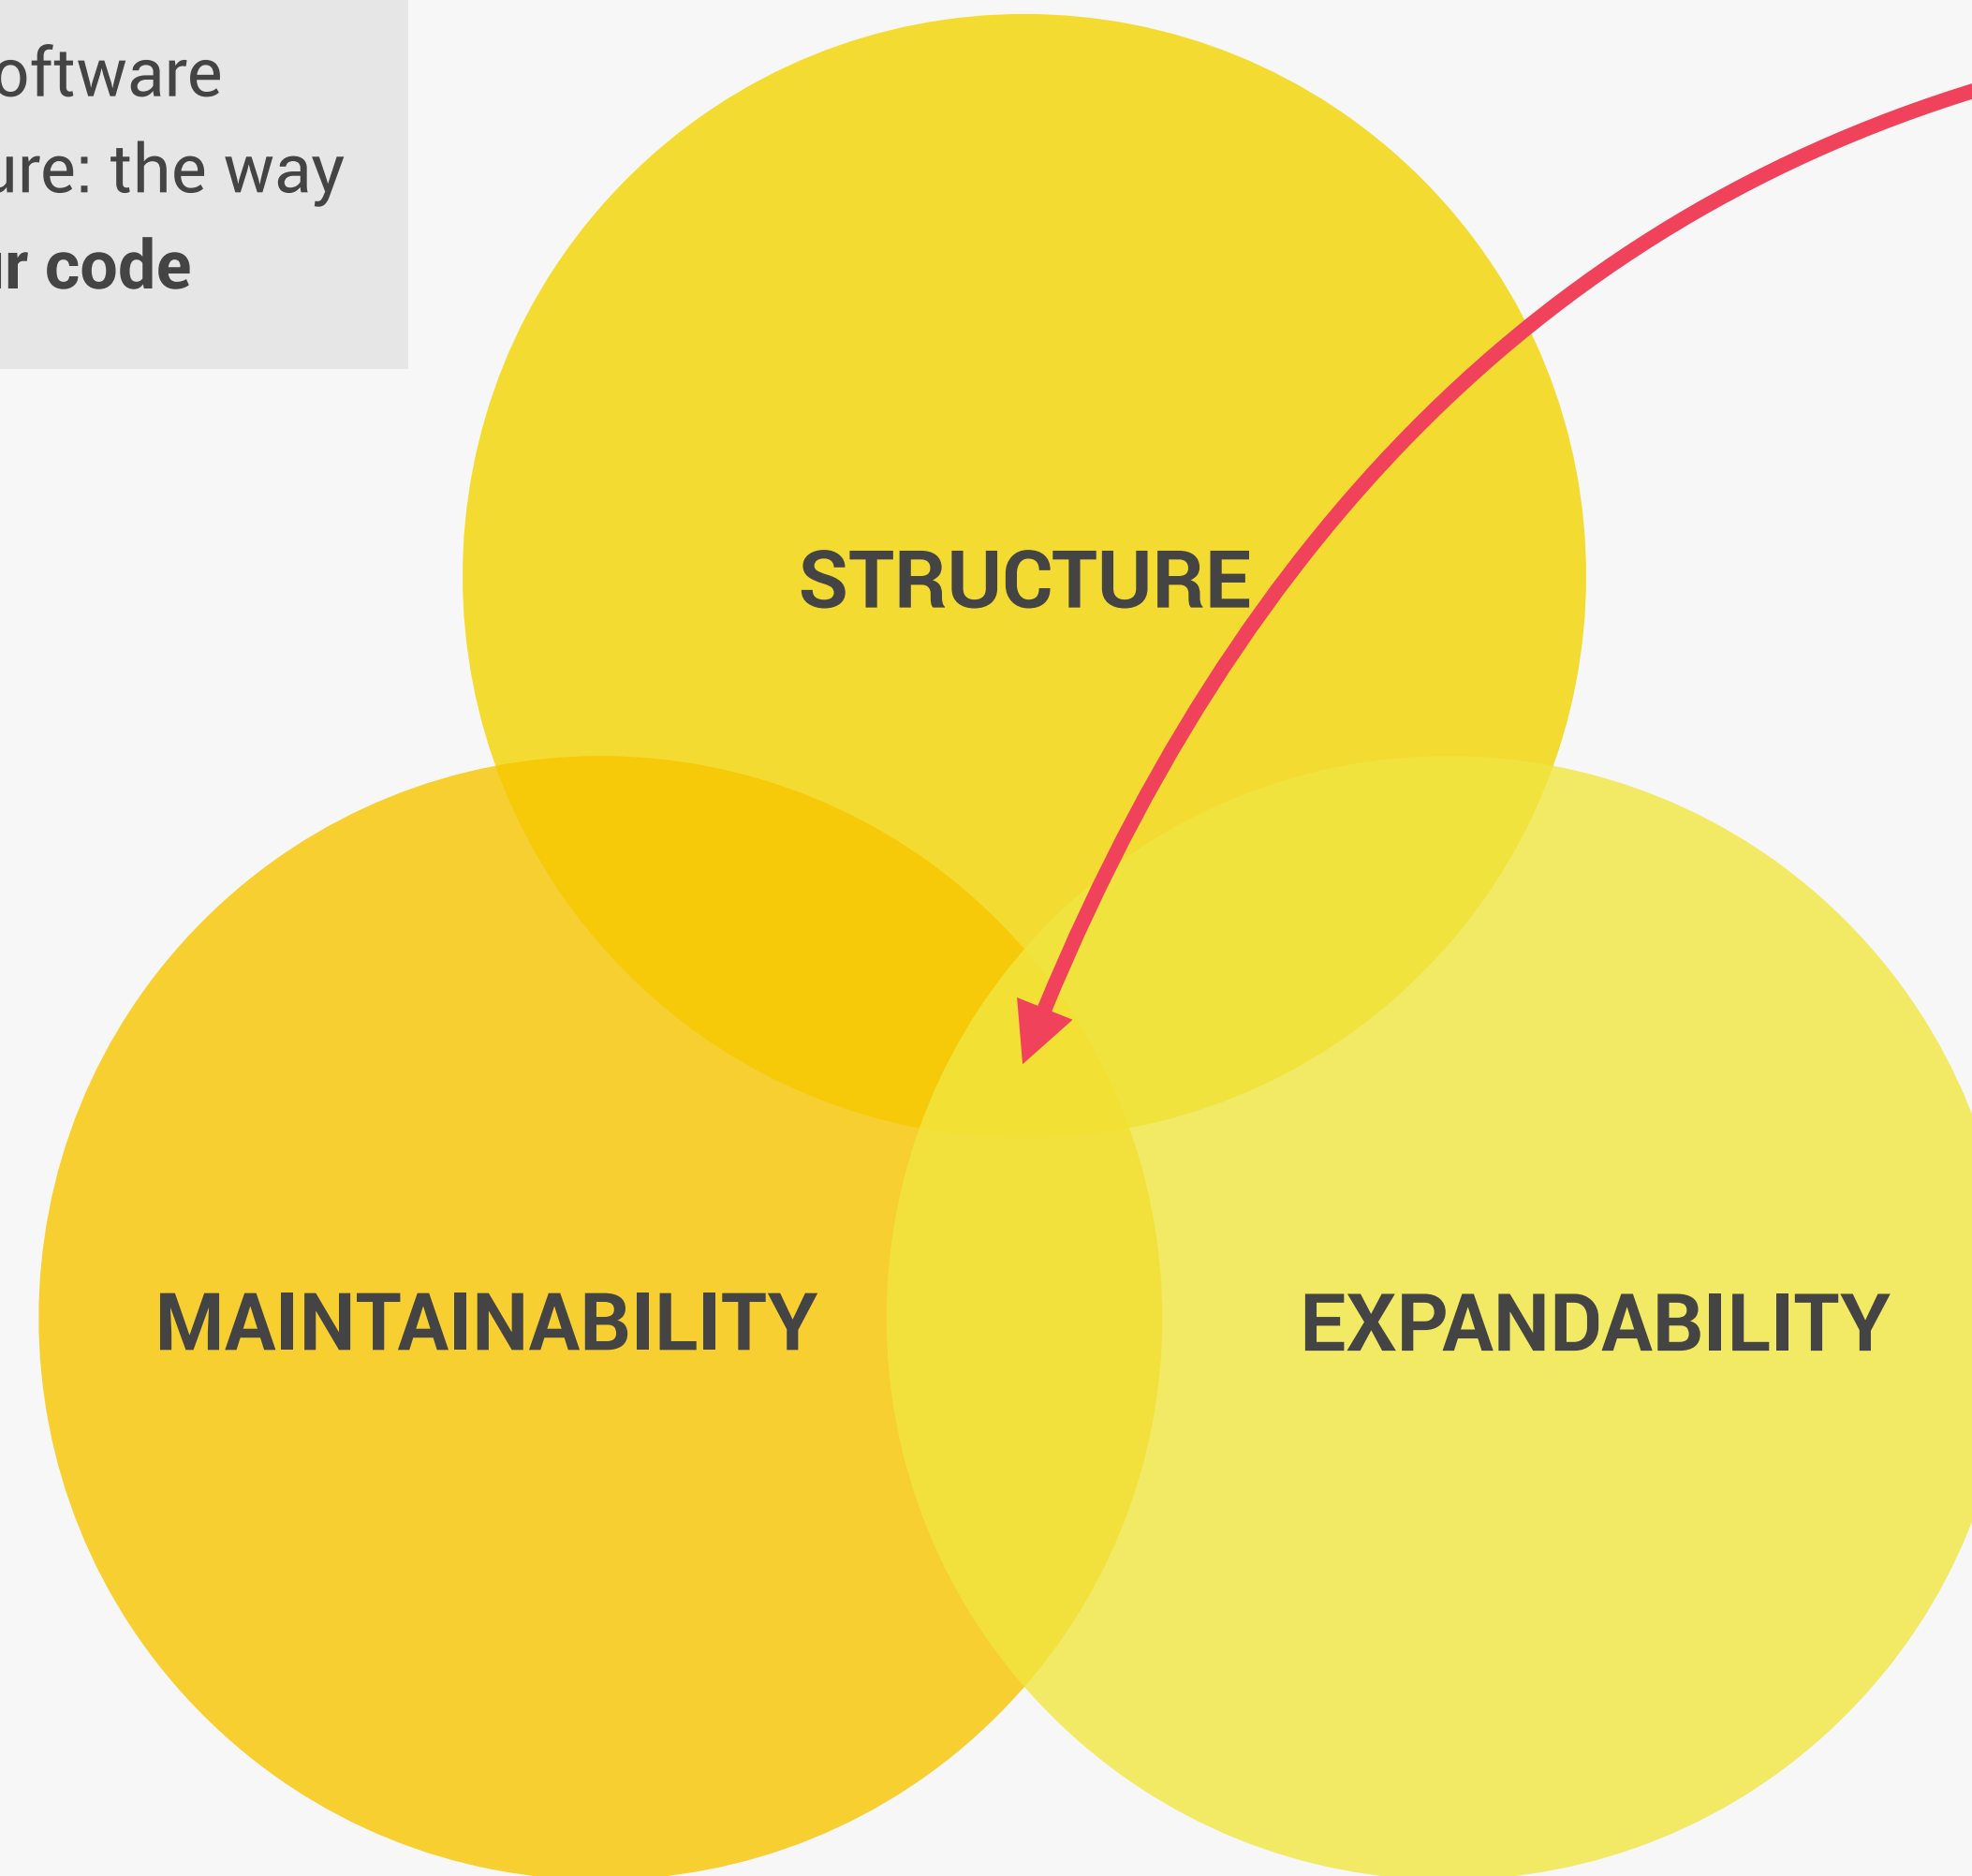 oftware
ure: the way
r code
STRUCTURE
MAINTAINABILITY
EXPANDABILITY